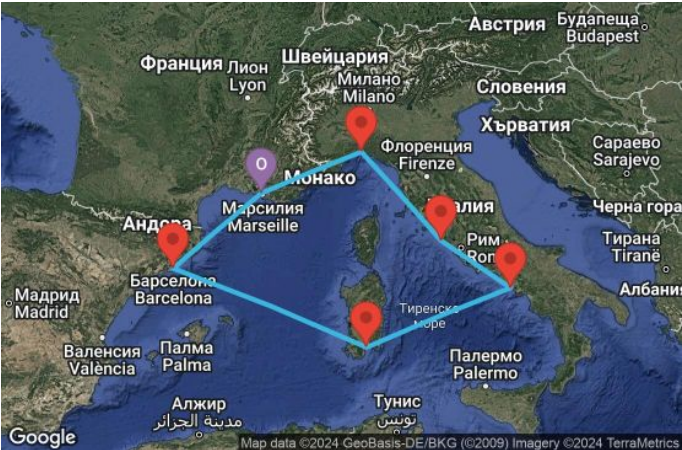 Австрия
Будапеща
Budapest
Франция
Лион
Lyon
Швейцария
Милано
Milano
Словения
Хърватия
Флоренция
Firenze
Сараево
Sarajevo
О
Монако
Марсилия
Marseille
Италия
Черна гора
Андора
Рим
Тирана
Tiranë
Барселона
Barcelona
Албания
Мадрид
Madrid
Тиренско
море
Валенсия
València
Палма
Palma
Палермо
Palermo
Алжир
مدينة الجزائر
Тунис
تونس
Google
Map data ©2024 GeoBasis-DE/BKG (©2009) Imagery ©2024 TerraMetrics